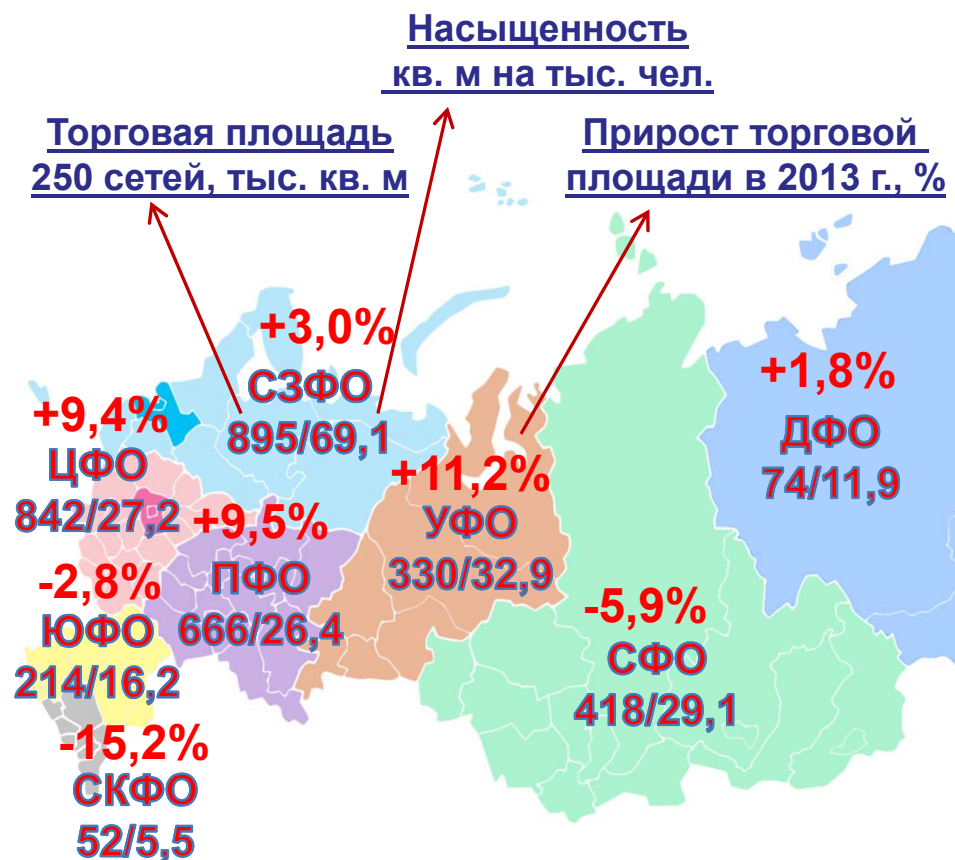 Насыщенность
кв. м на тыс. чел.
Торговая площадь
250 сетей, тыс. кв. м
Прирост торговой
площади в 2013 г., %
+3,0%
СЗФО
895/69,1
+1,8%
ДФО
74/11,9
+9,4%
ЦФО
842/27,2
+11,2%
УФО
330/32,9
+9,5%
ПФО
666/26,4
-2,8%
ЮФО
214/16,2
-5,9%
СФО
418/29,1
-15,2%
СКФО
52/5,5